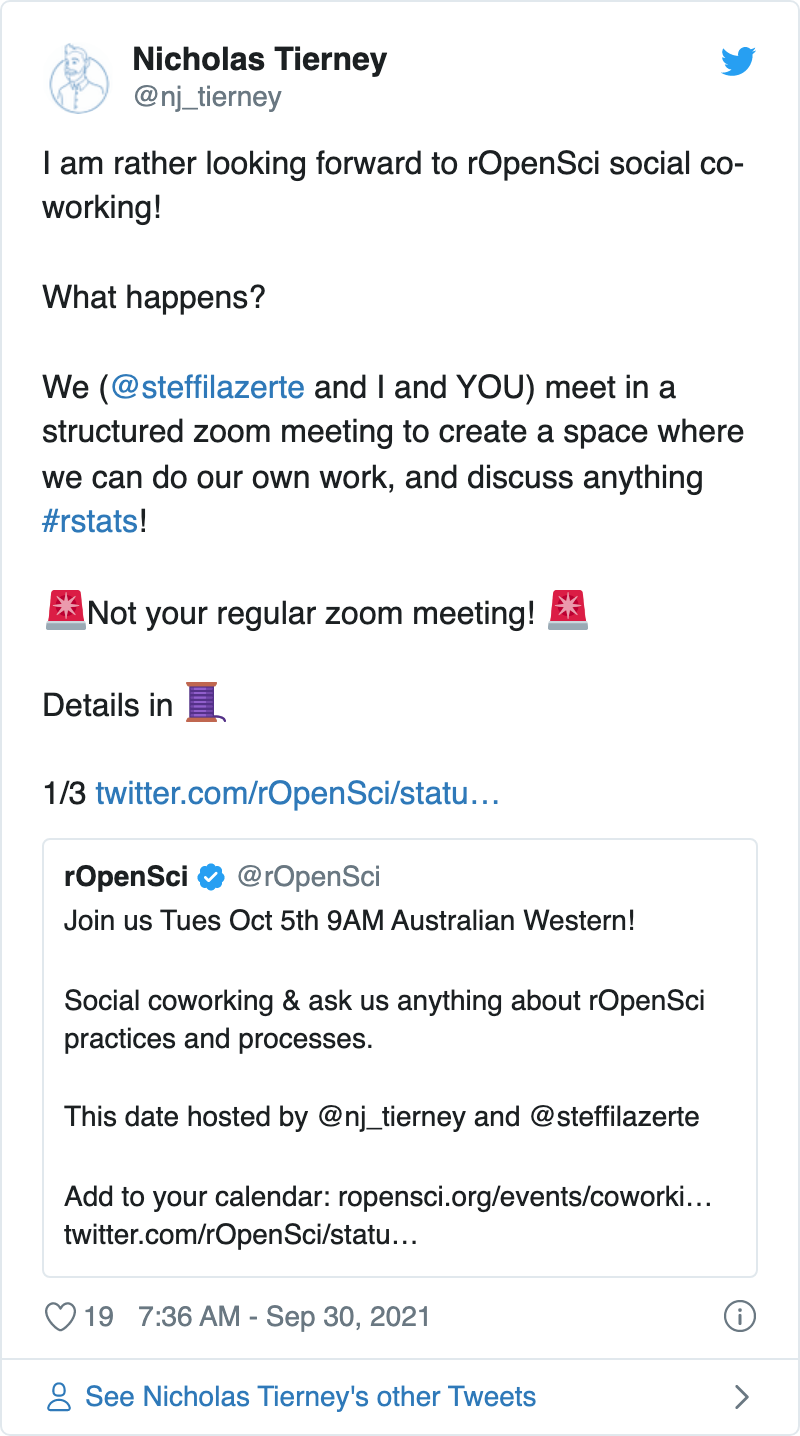 Nicholas Tierney
@nj_tierney
I am rather looking forward to rOpenSci social co-
working!
What happens?
We (@steffilazerte and I and YOU) meet in a
structured zoom meeting to create a space where
we can do our own work, and discuss anything
#rstats!
🚨Not your regular zoom meeting! 🚨
Details in 🧵
1/3 twitter.com/rOpenSci/statu…
rOpenSci @rOpenSci
Join us Tues Oct 5th 9AM Australian Western!
Social coworking & ask us anything about rOpenSci
practices and processes.
This date hosted by @nj_tierney and @steffilazerte
Add to your calendar: ropensci.org/events/coworki…
twitter.com/rOpenSci/statu…
19 7:36 AM - Sep 30, 2021
See Nicholas Tierney's other Tweets